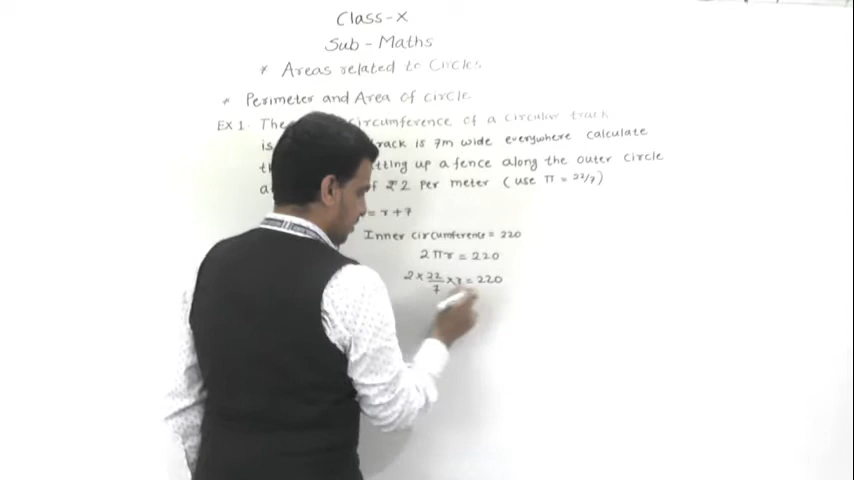 Class-X
Sub - Maths
* Areas related to Circles
* Perimeter and Area of circle
EX 1. The circumference of a circular track
is track is 7m wide everywhere calculate
up a fence along the outer circle
of ₹2 Per meter (use π = 22/7)
= r + 7
Inner circumference = 220
2πr = 220
2 × 22/7 × r = 220